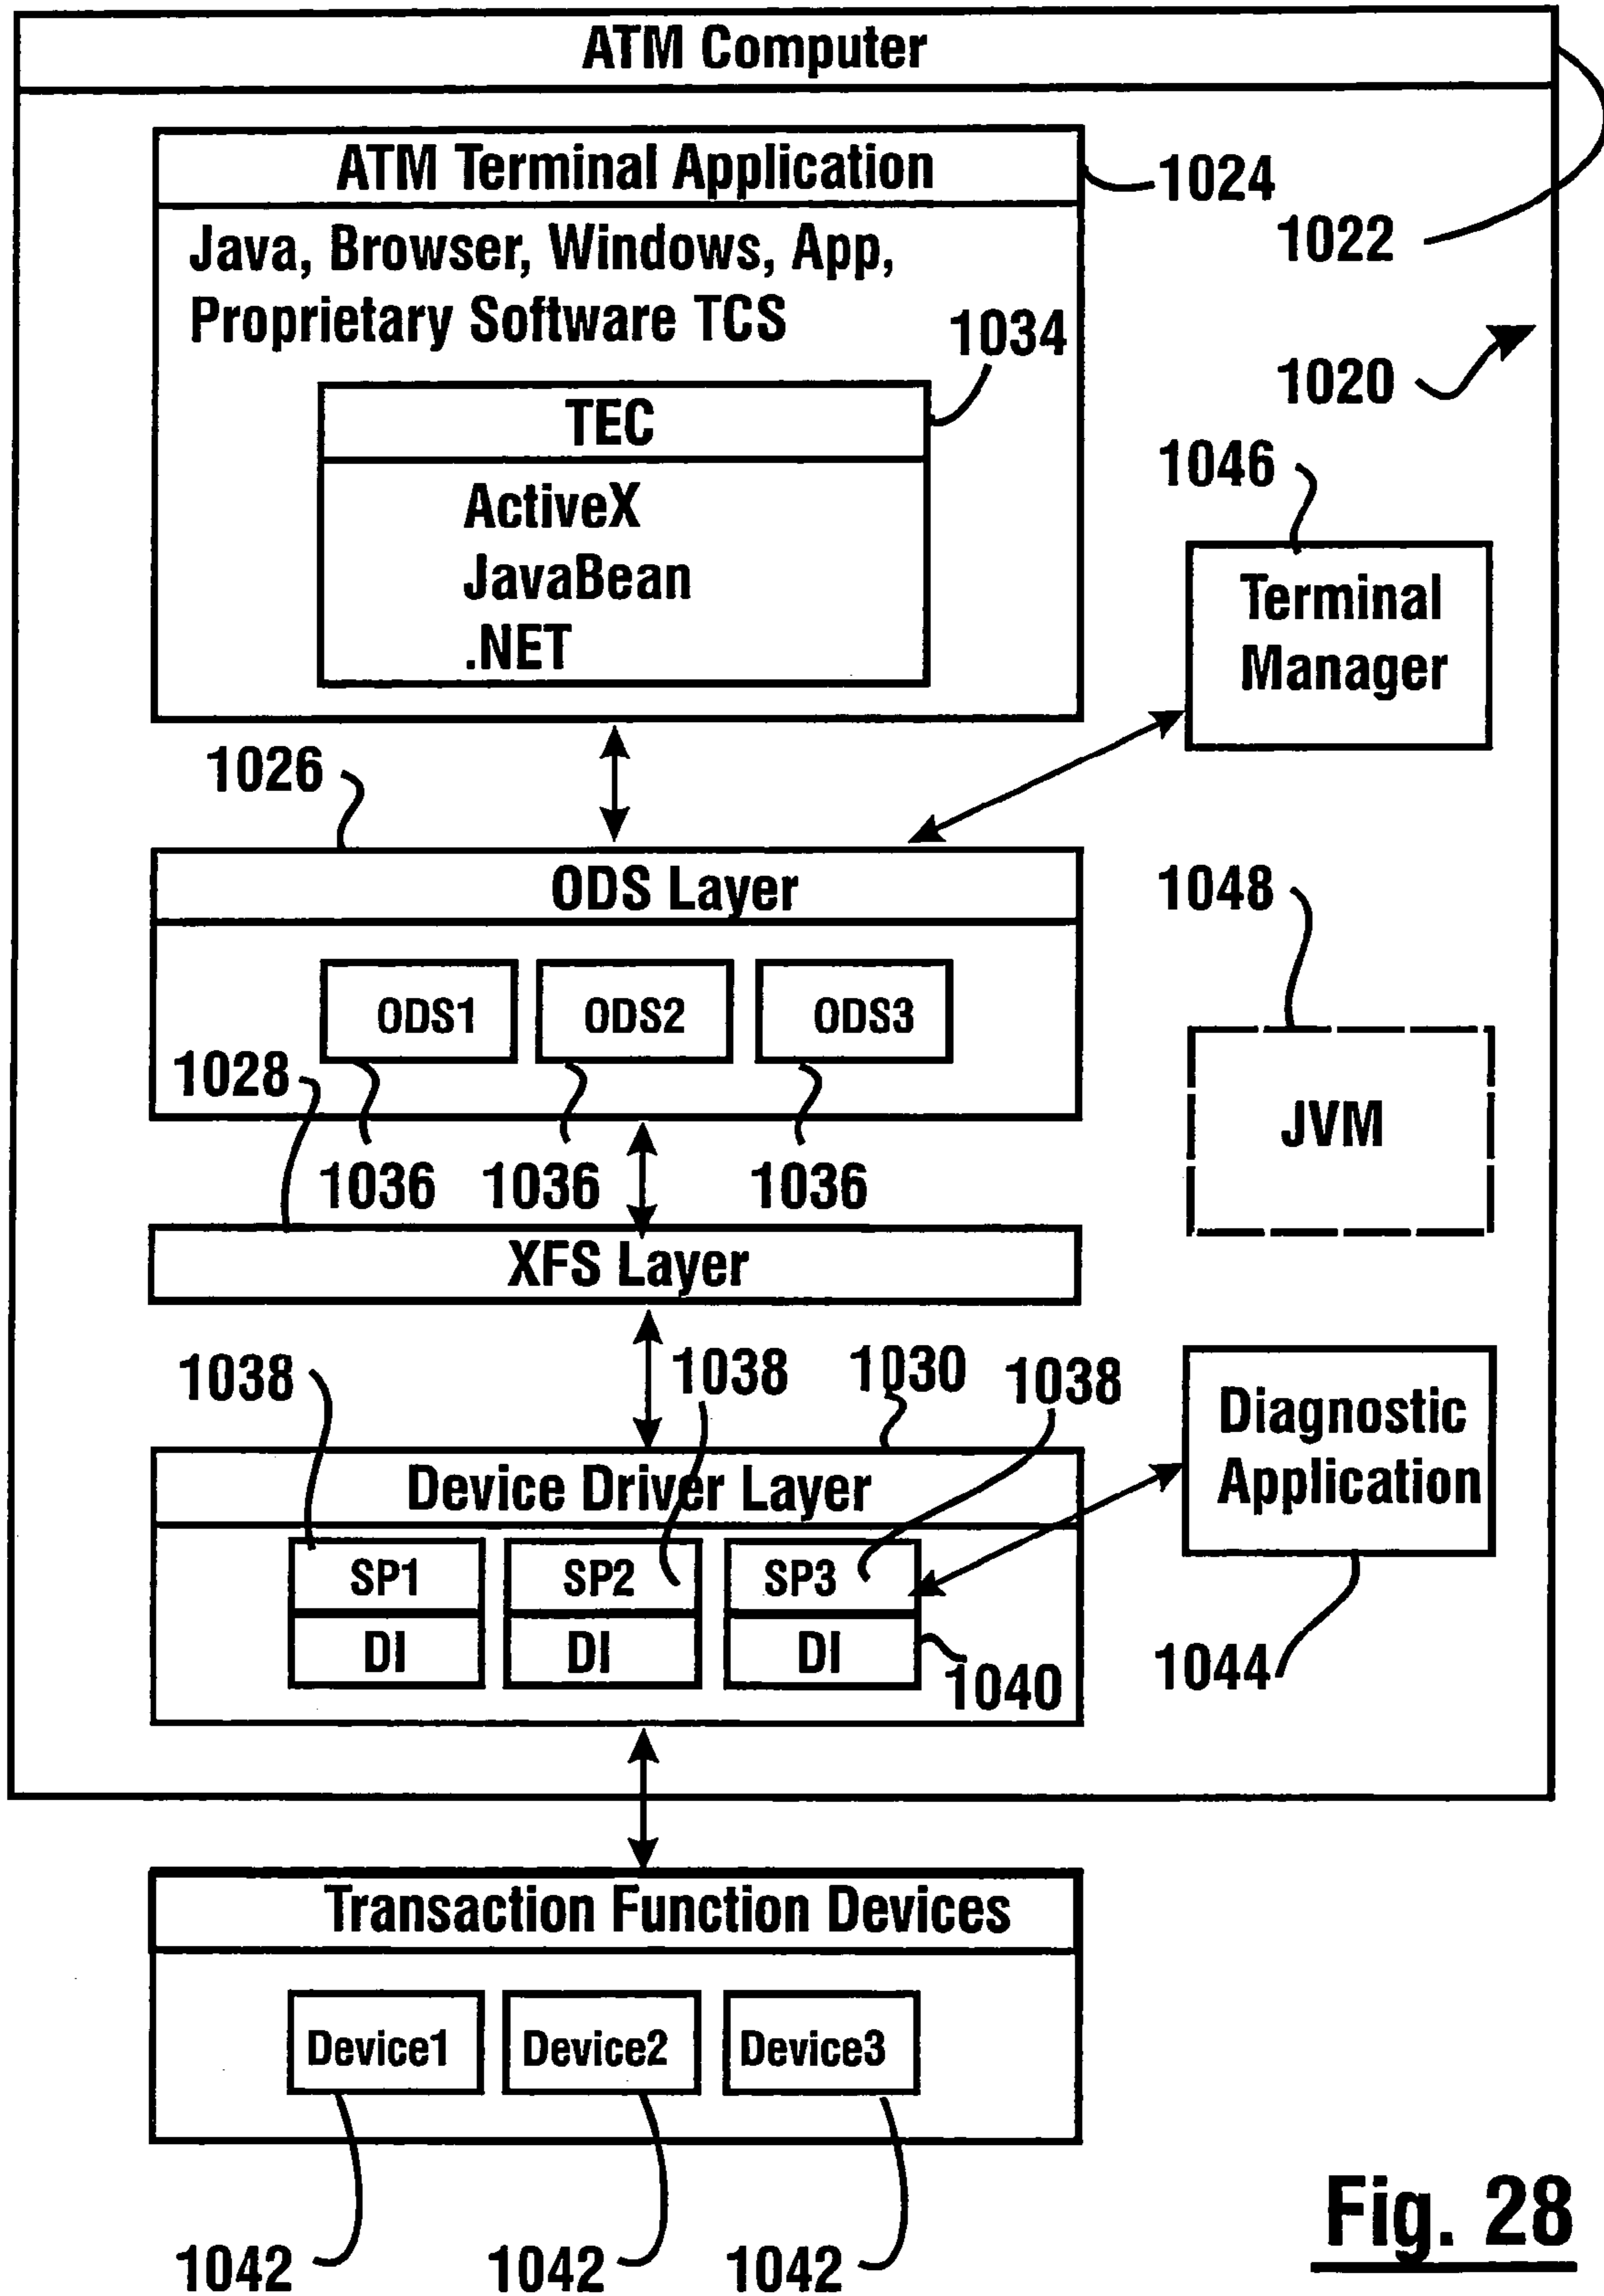 ATM Computer
ATM Terminal Application
1024
Java, Browser, Windows, App,
1022
Proprietary Software TCS
1034
1020
TEC
1046
ActiveX
JavaBean
.NET
Terminal
Manager
1026
ODS Layer
1048
ODS1 ODS2 ODS3
1028
JVM
1036 1036 1036
XFS Layer
1038 1038 1030 1038
Diagnostic
Application
Device Driver Layer
SP1 SP2 SP3
DI DI DI
1040
1044
Transaction Function Devices
Device1 Device2 Device3
1042 1042 1042
Fig. 28